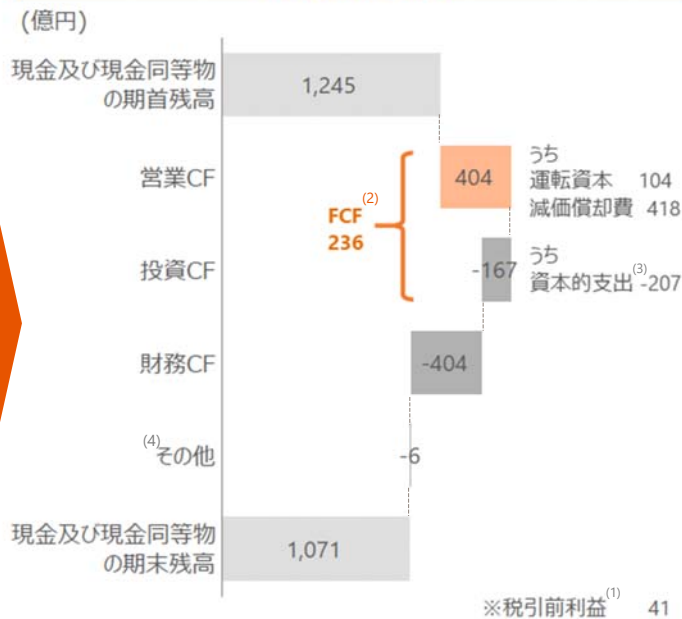 (億円)
現金及び現金同等物
の期首残高
1,245
営業CF
404
うち
運転資本 104
減価償却費 418
FCF(2)
236
投資CF
-167
うち
資本的支出(3) -207
財務CF
-404
(4)その他
-6
現金及び現金同等物
の期末残高
1,071
※税引前利益(1) 41